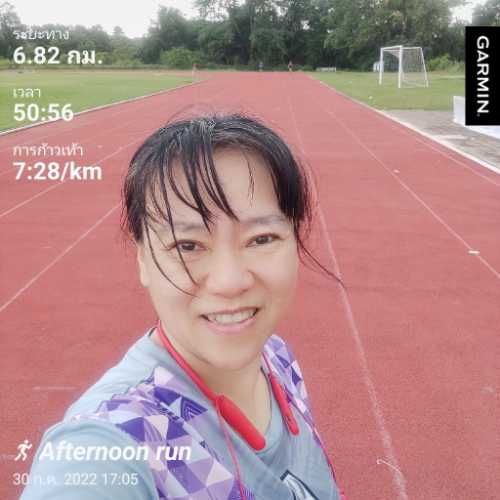 ระยะทาง
6.82 กม.
เวลา
50:56
การก้าวเท้า
7:28/km
GARMIN
Afternoon run
30 ก.ค. 2022 17:05